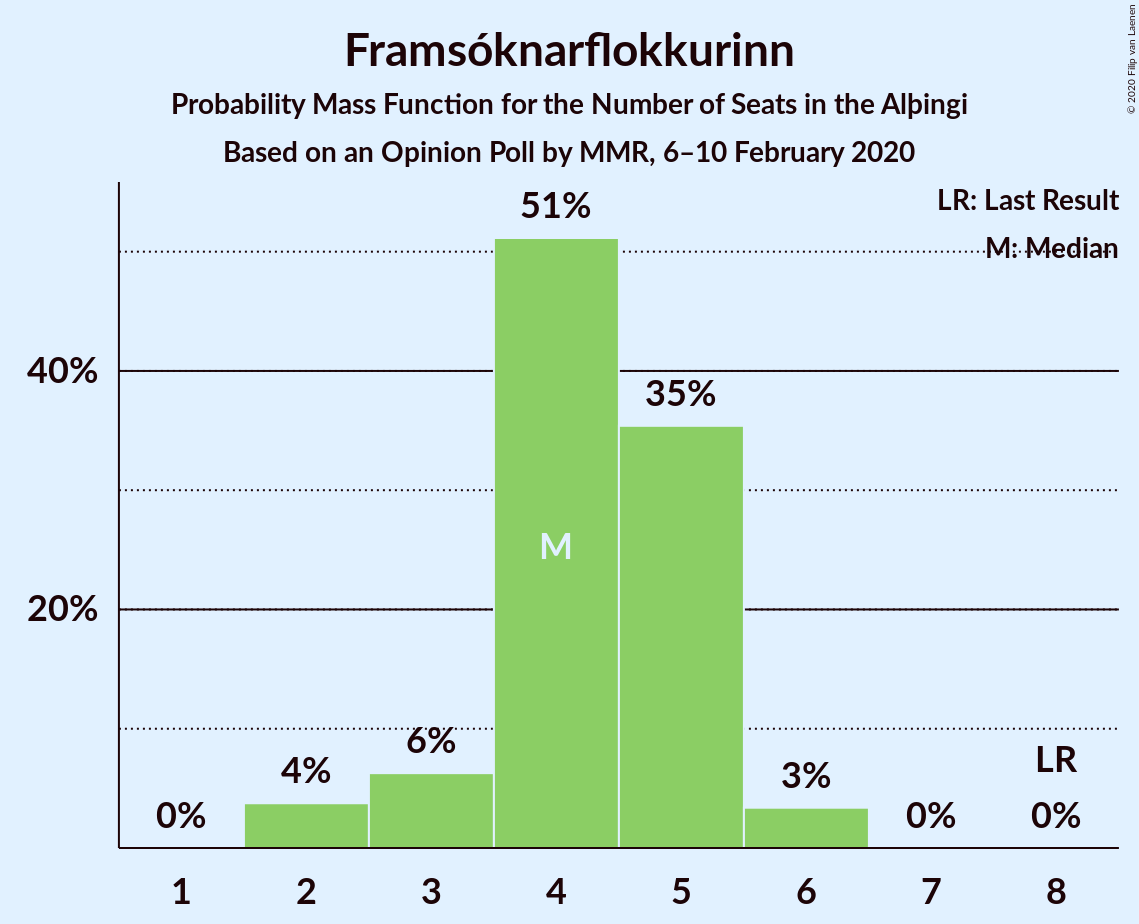 Framsóknarflokkurinn
Probability Mass Function for the Number of Seats in the Alþingi
Based on an Opinion Poll by MMR, 6–10 February 2020
© 2020 Filip van Laenen
LR: Last Result
M: Median
51%
40%
35%
M
20%
6%
4%
3%
LR
0%
0%
0%
1 2 3 4 5 6 7 8